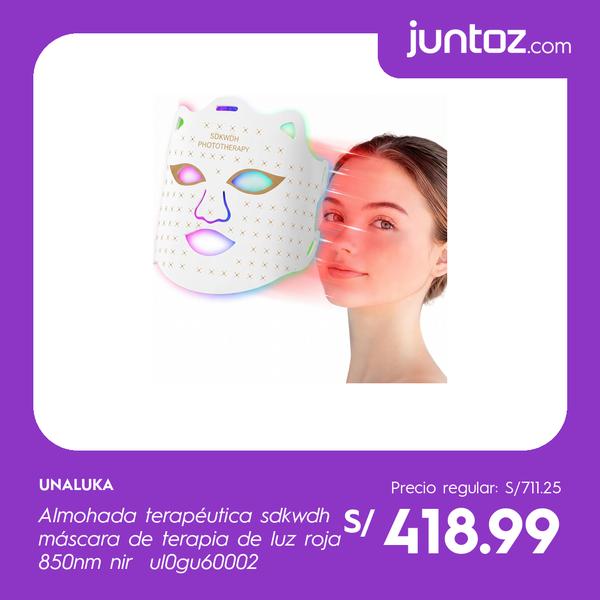 juntoz.com
SDKWDH
PHOTOTHERAPY
UNALUKA
Almohada terapéutica sdkwdh
máscara de terapia de luz roja
850nm nir ul0gu60002
Precio regular: S/711.25
S/ 418.99